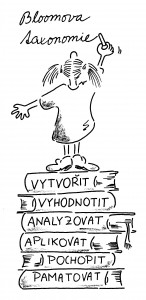 Bloomova
taxonomie
VYTVOŘIT
VYHODNOTIT
ANALYZOVAT
APLIKOVAT
POCHOPIT
PAMATOVAT